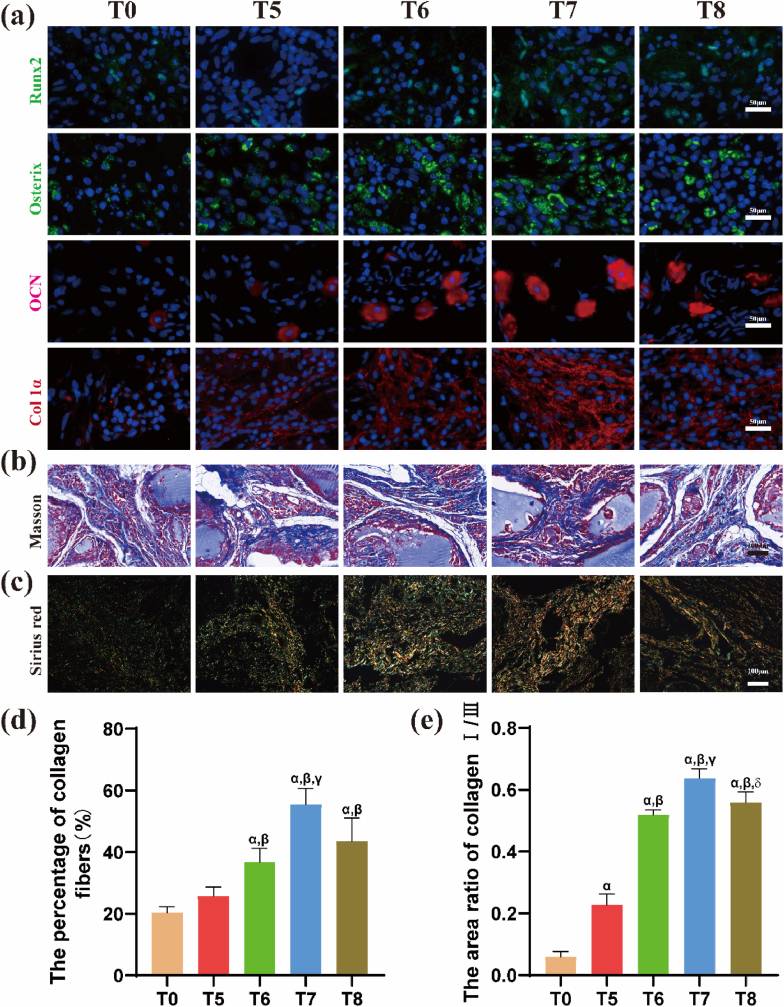 (a)
T0 T5 T6 T7 T8
Runx2
50μm
Osterix
50μm
OCN
50μm
Col 1α
50μm
(b)
Masson
100μm
(c)
Sirius red
100μm
(d)
The percentage of collagen
fibers(%)
80
60
40
20
0
α,β
α,β,γ
α,β
T0 T5 T6 T7 T8
(e)
The area ratio of collagen Ⅰ/Ⅲ
0.8
0.6
0.4
0.2
0.0
α
α,β
α,β,γ
α,β,δ
T0 T5 T6 T7 T8